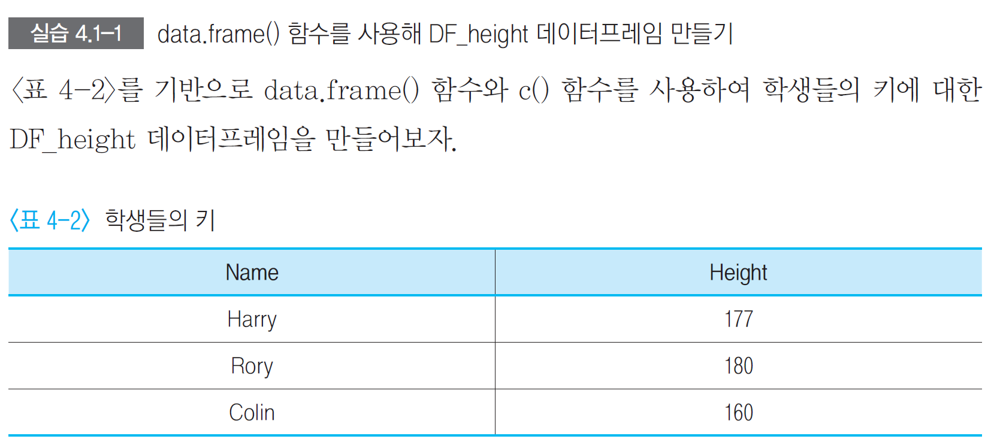 실습 4.1-1 data.frame() 함수를 사용해 DF_height 데이터프레임 만들기
〈표 4-2〉를 기반으로 data.frame() 함수와 c() 함수를 사용하여 학생들의 키에 대한
DF_height 데이터프레임을 만들어보자.
〈표 4-2〉 학생들의 키
Name Height
Harry 177
Rory 180
Colin 160